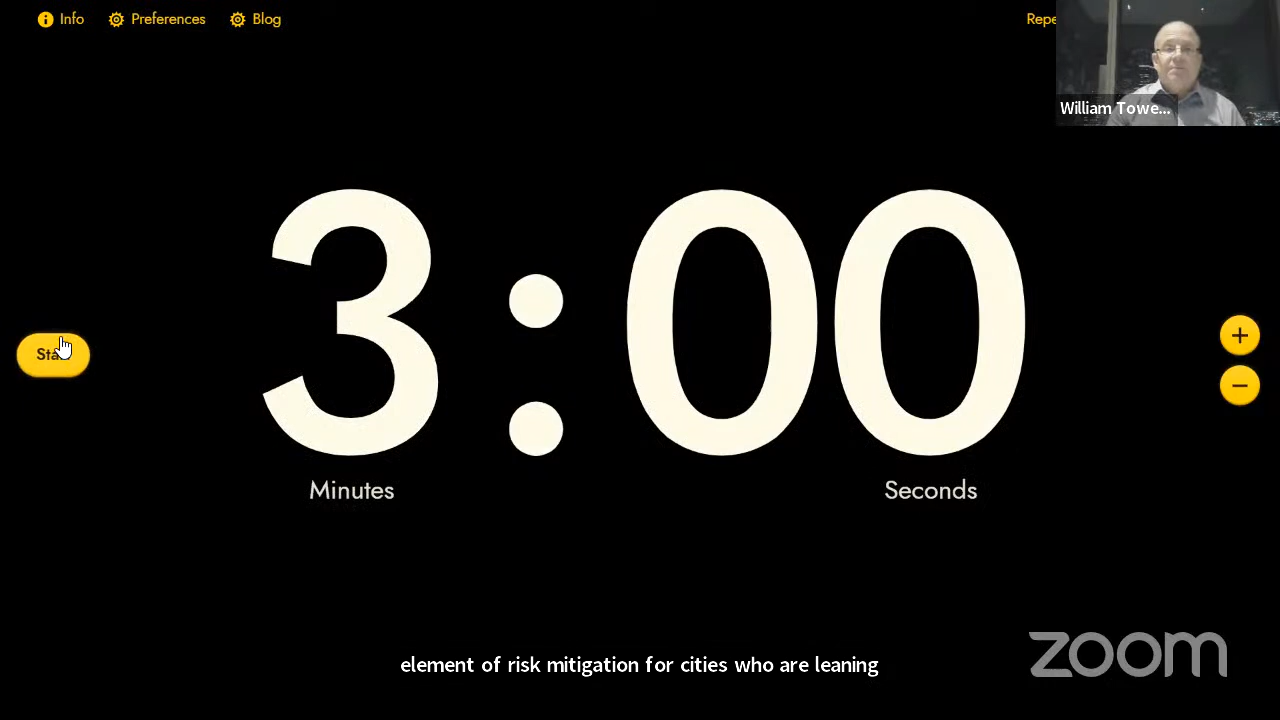 Info
Preferences
Blog
William Towe...
3:00
Minutes
Seconds
element of risk mitigation for cities who are leaning
zoom